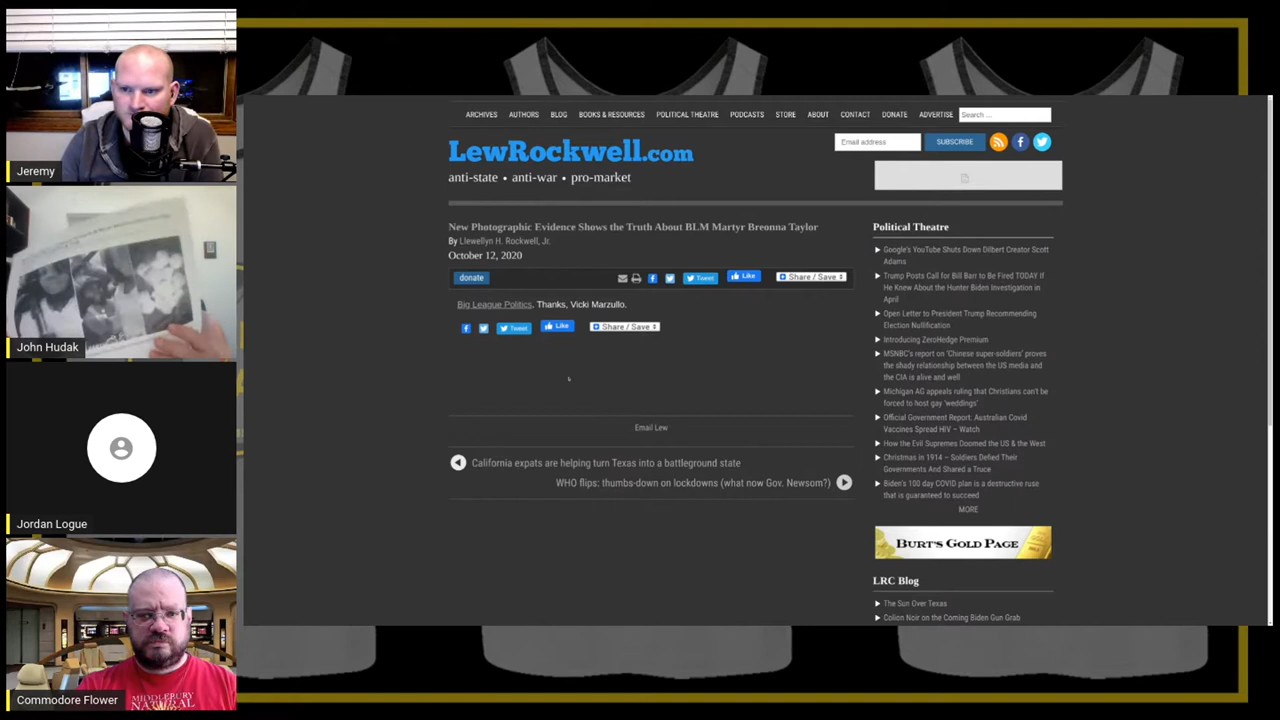 Jeremy
John Hudak
Jordan Logue
Commodore Flower
MIDDLEBURY
NATURAL
ARCHIVES AUTHORS BLOG BOOKS & RESOURCES POLITICAL THEATRE PODCASTS STORE ABOUT CONTACT DONATE ADVERTISE Search ...
LewRockwell.com
anti-state • anti-war • pro-market
Email address SUBSCRIBE
New Photographic Evidence Shows the Truth About BLM Martyr Breonna Taylor
By Llewellyn H. Rockwell, Jr.
October 12, 2020
donate Tweet Like Share / Save
Big League Politics. Thanks, Vicki Marzullo.
Tweet Like Share / Save
Email Lew
California expats are helping turn Texas into a battleground state
WHO flips: thumbs-down on lockdowns (what now Gov. Newsom?)
Political Theatre
Google's YouTube Shuts Down Dilbert Creator Scott
Adams
Trump Posts Call for Bill Barr to Be Fired TODAY If
He Knew About the Hunter Biden Investigation in
April
Open Letter to President Trump Recommending
Election Nullification
Introducing ZeroHedge Premium
MSNBC's report on 'Chinese super-soldiers' proves
the shady relationship between the US media and
the CIA is alive and well
Michigan AG appeals ruling that Christians can't be
forced to host gay 'weddings'
Official Government Report: Australian Covid
Vaccines Spread HIV – Watch
How the Evil Supremes Doomed the US & the West
Christmas in 1914 – Soldiers Defied Their
Governments And Shared a Truce
Biden's 100 day COVID plan is a destructive ruse
that is guaranteed to succeed
MORE
BURT'S GOLD PAGE
LRC Blog
The Sun Over Texas
Colion Noir on the Coming Biden Gun Grab